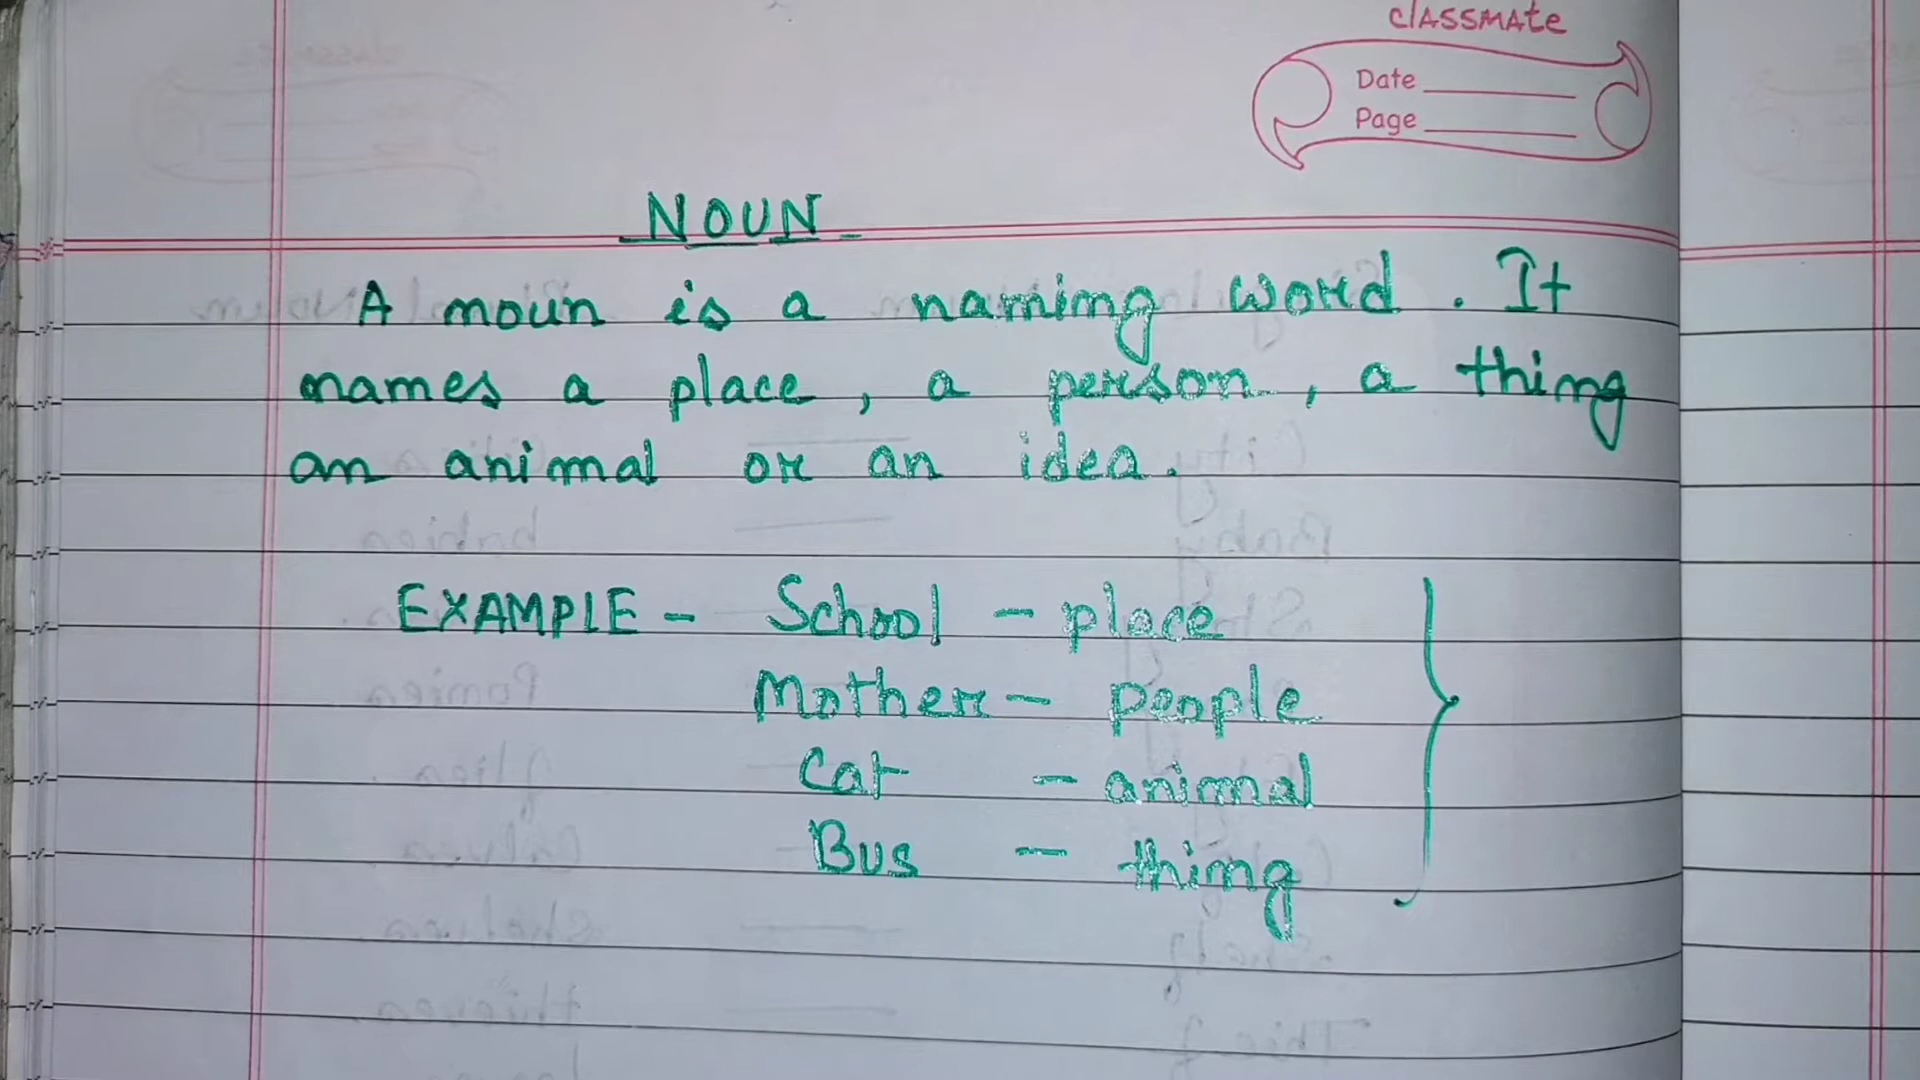 classmate
Date
Page
NOUN
A noun is a naming word. It
names a place, a person, a thing
an animal or an idea.
EXAMPLE - School - place
Mother - people
Cat - animal
Bus - thing